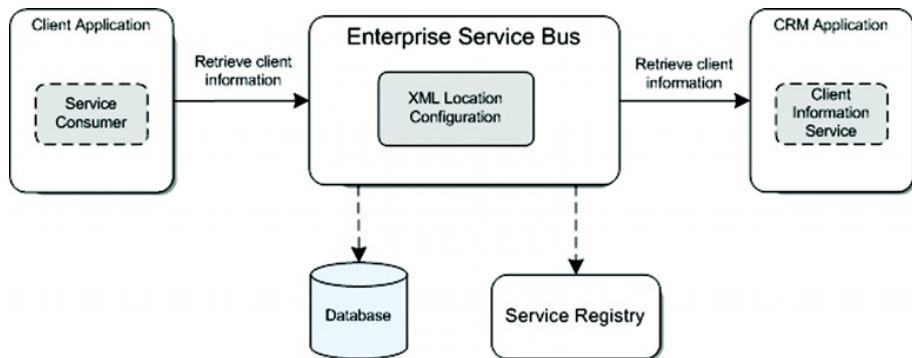 Client Application
Service
Consumer
Retrieve client
information
Enterprise Service Bus
XML Location
Configuration
Retrieve client
information
CRM Application
Client
Information
Service
Database
Service Registry